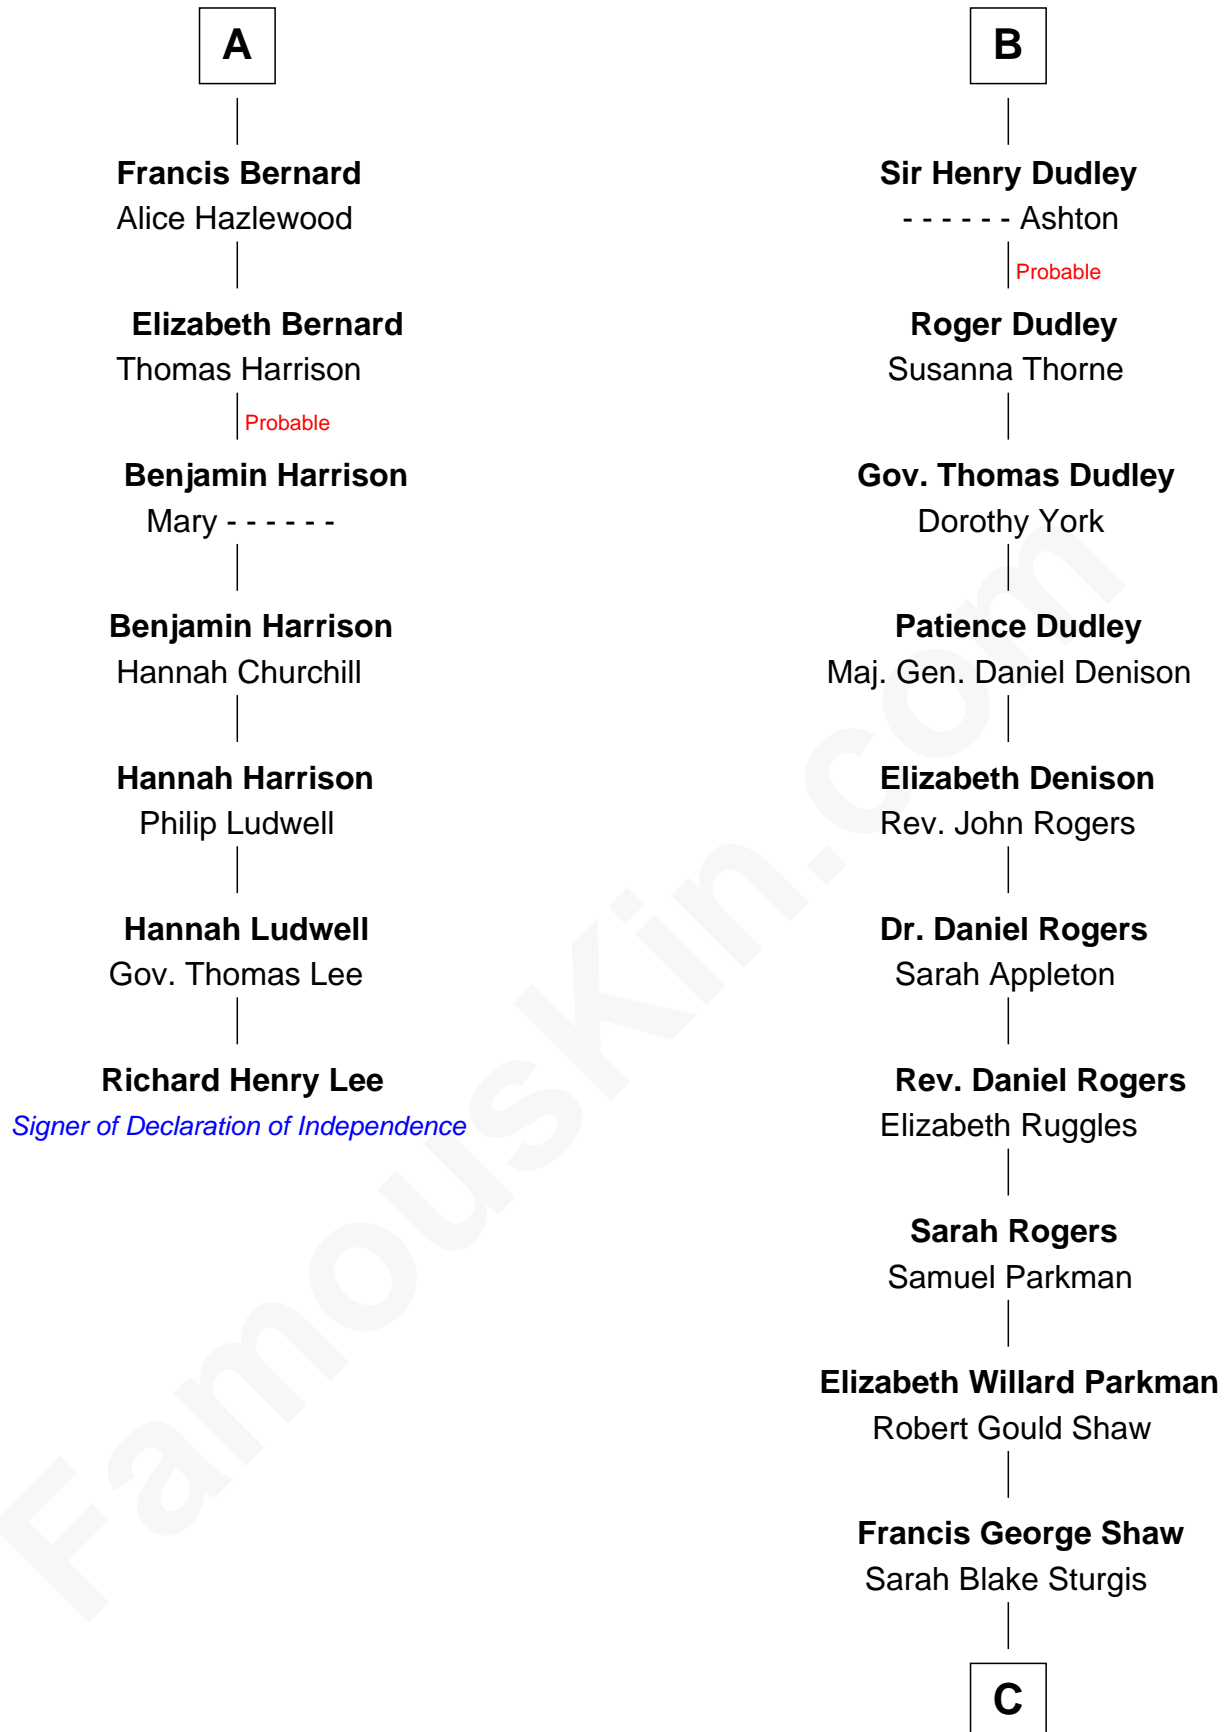 A
Francis Bernard
Alice Hazlewood
Elizabeth Bernard
Thomas Harrison
Probable
Benjamin Harrison
Mary - - - - - -
Benjamin Harrison
Hannah Churchill
Hannah Harrison
Philip Ludwell
Hannah Ludwell
Gov. Thomas Lee
Richard Henry Lee
Signer of Declaration of Independence
B
Sir Henry Dudley
- - - - - - Ashton
Probable
Roger Dudley
Susanna Thorne
Gov. Thomas Dudley
Dorothy York
Patience Dudley
Maj. Gen. Daniel Denison
Elizabeth Denison
Rev. John Rogers
Dr. Daniel Rogers
Sarah Appleton
Rev. Daniel Rogers
Elizabeth Ruggles
Sarah Rogers
Samuel Parkman
Elizabeth Willard Parkman
Robert Gould Shaw
Francis George Shaw
Sarah Blake Sturgis
C
FamousKin.com